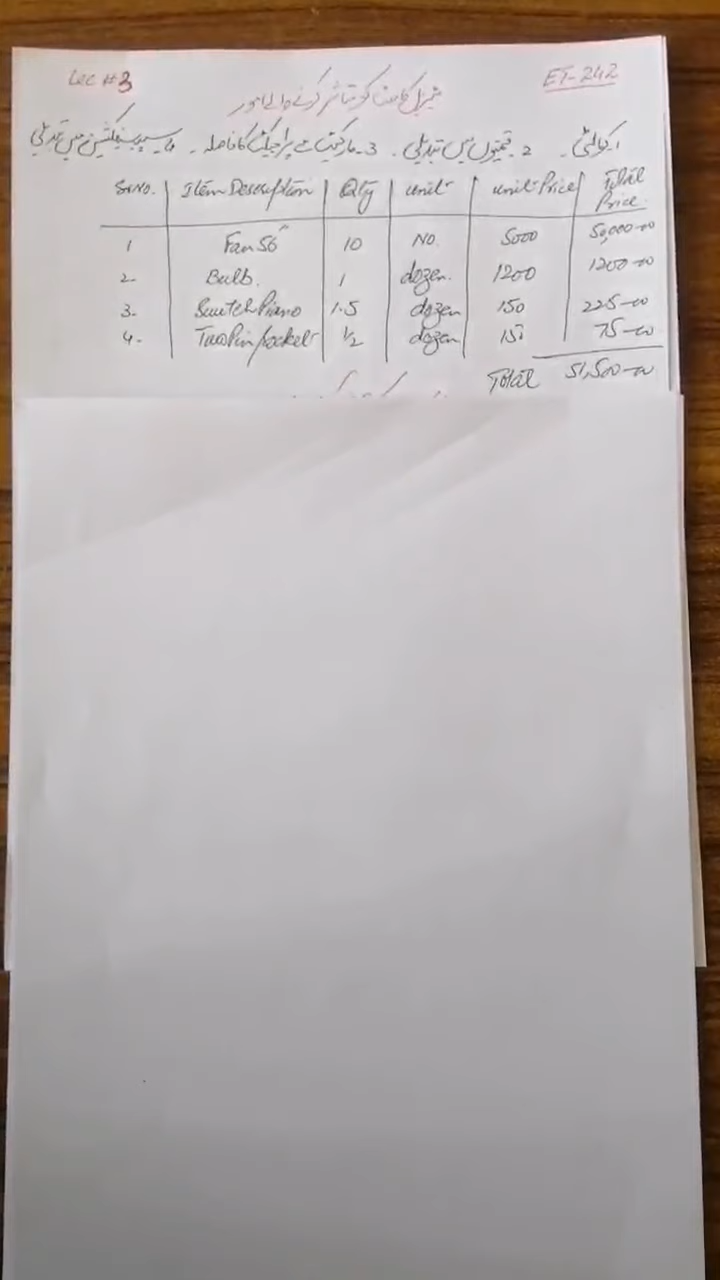 Lec #3
میٹریل کاسٹ کو متاثر کرنے والے امور
ET-242
1۔ کوالٹی ۔ 2۔ قیمتوں میں تبدیلی ۔ 3۔ مارکیٹ سے پراجیکٹ کا فاصلہ ۔ 4۔ سپیسیفکیشن میں تبدیلی
Sr.No. Item Description Qty unit unit Price Total Price
1 Fan 56" 10 NO. 5000 50,000-00
2- Bulb. 1 dozen. 1200 1200-00
3- Switch Piano 1.5 dozen 150 225-00
4- Two Pin Socket 1/2 dozen 150 75-00
Total 51,500-00